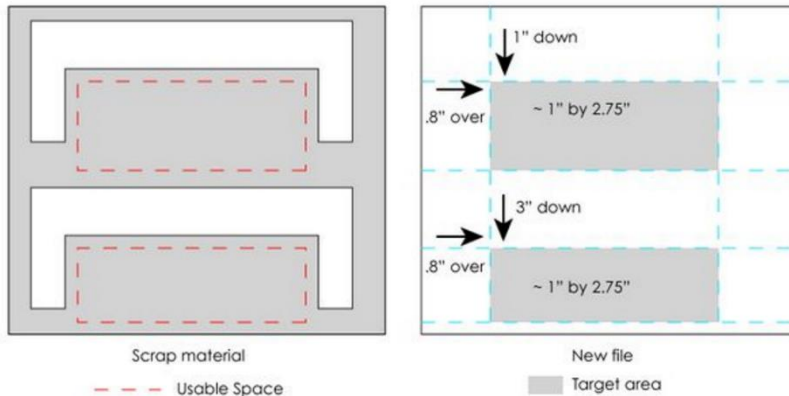 1” down
.8” over
~ 1” by 2.75”
3” down
.8” over
~ 1” by 2.75”
Scrap material
New file
Usable Space
Target area